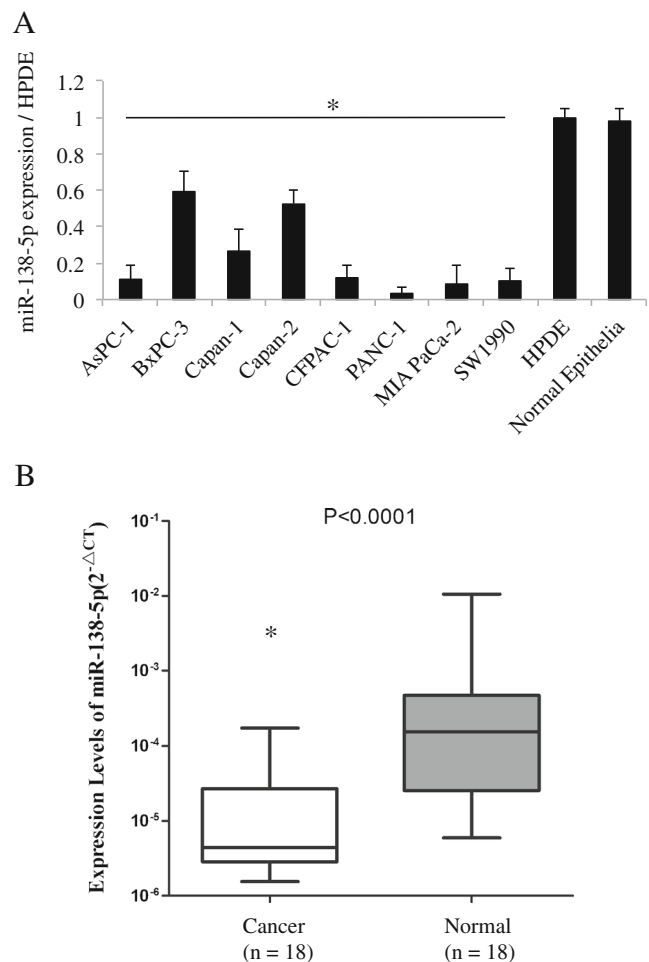 A
miR-138-5p expression / HPDE
1.2
1
0.8
0.6
0.4
0.2
0
*
AsPC-1
BxPC-3
Capan-1
Capan-2
CFPAC-1
PANC-1
MIA PaCa-2
SW1990
HPDE
Normal Epithelia
B
Expression Levels of miR-138-5p(2^-△CT)
P<0.0001
10^-1
10^-2
10^-3
10^-4
10^-5
10^-6
*
Cancer
(n = 18)
Normal
(n = 18)